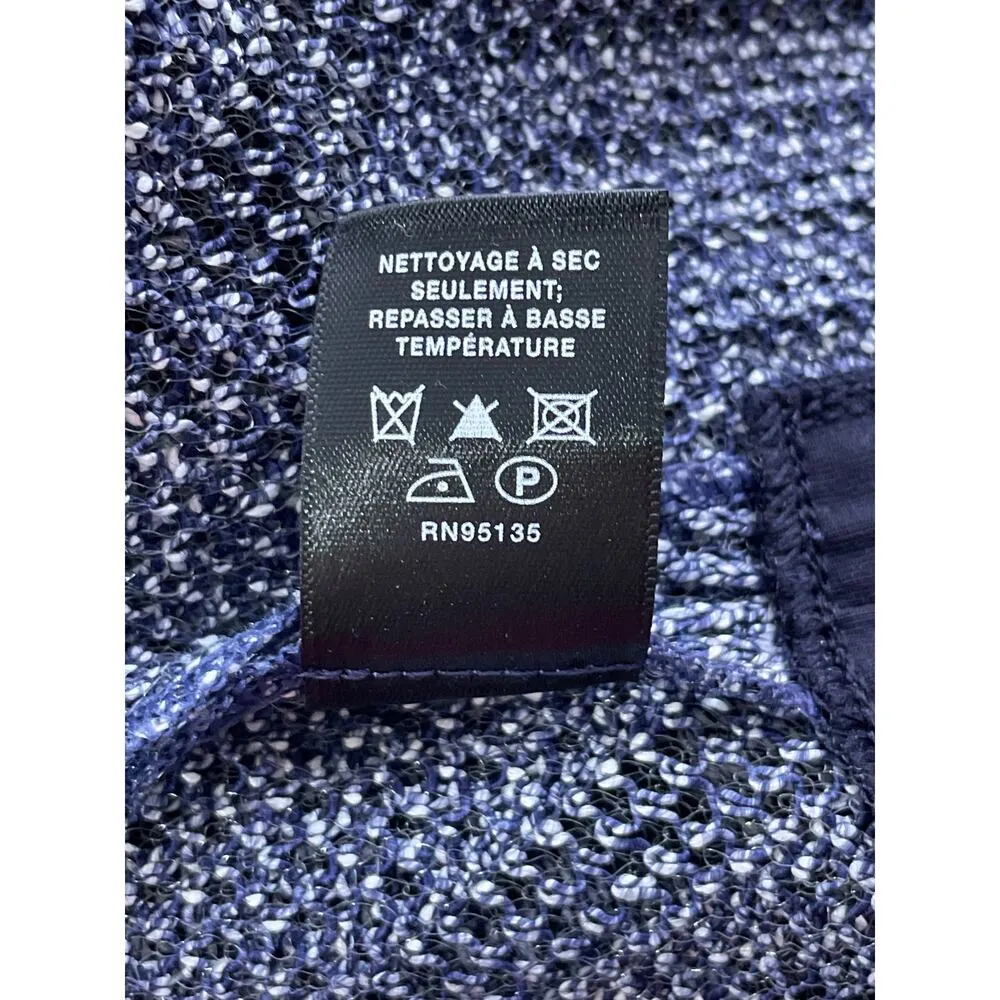 NETTOYAGE À SEC
SEULEMENT;
REPASSER À BASSE
TEMPÉRATURE
P
RN95135